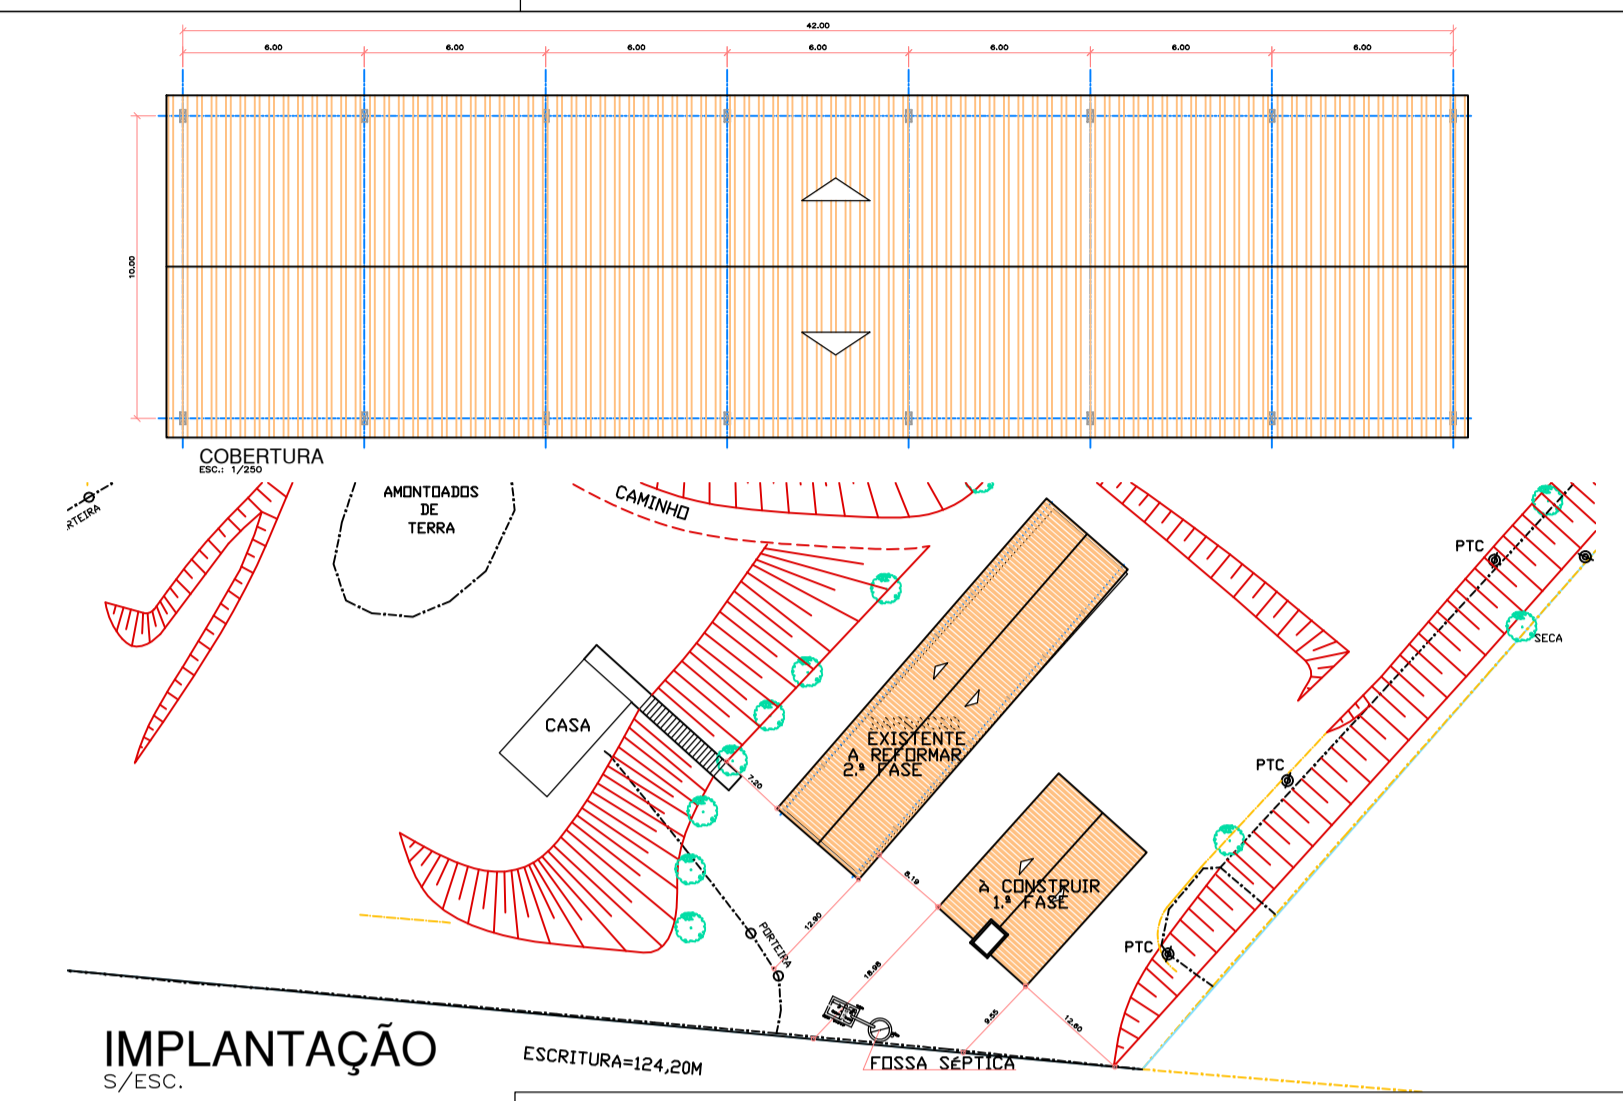 42.00
6.00 6.00 6.00 6.00 6.00 6.00 6.00
10.00
COBERTURA
ESC.: 1/250
RTEIRA
AMONTOADOS
DE
TERRA
CAMINHO
PTC
SECA
CASA
EXISTENTE
A REFORMAR
2.ª FASE
7.20
PTC
8.19
À CONSTRUIR
1.ª FASE
12.90
PORTEIRA
PTC
18.98
9.55
12.60
FOSSA SÉPTICA
IMPLANTAÇÃO
S/ESC.
ESCRITURA=124,20M